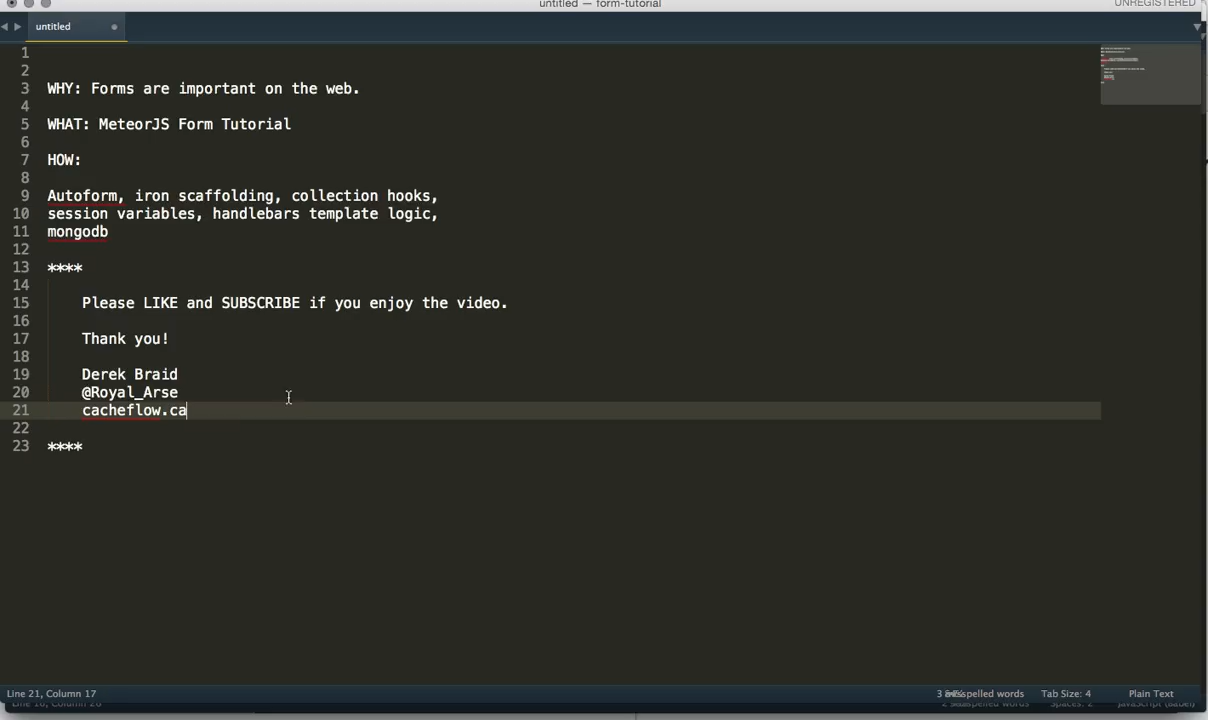 untitled — form-tutorial
UNREGISTERED
untitled
1
2
3 WHY: Forms are important on the web.
4
5 WHAT: MeteorJS Form Tutorial
6
7 HOW:
8
9 Autoform, iron scaffolding, collection hooks,
10 session variables, handlebars template logic,
11 mongodb
12
13 ****
14
15 Please LIKE and SUBSCRIBE if you enjoy the video.
16
17 Thank you!
18
19 Derek Braid
20 @Royal_Arse
21 cacheflow.ca
22
23 ****
Line 21, Column 17
Tab Size: 4
Plain Text